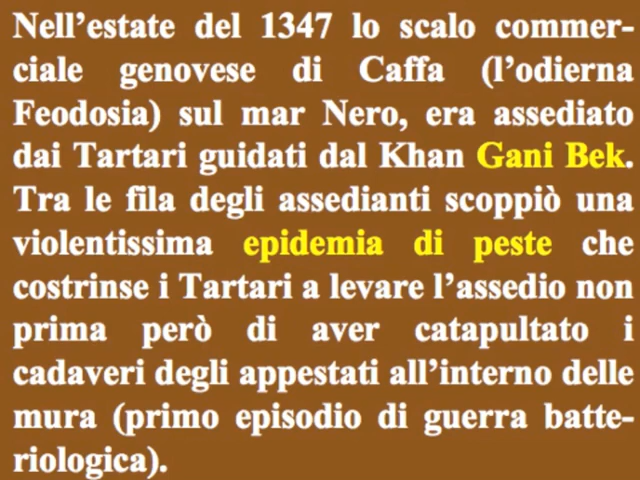 Nell’estate del 1347 lo scalo commer-
ciale genovese di Caffa (l’odierna
Feodosia) sul mar Nero, era assediato
dai Tartari guidati dal Khan Gani Bek.
Tra le fila degli assedianti scoppiò una
violentissima epidemia di peste che
costrinse i Tartari a levare l’assedio non
prima però di aver catapultato i
cadaveri degli appestati all’interno delle
mura (primo episodio di guerra batte-
riologica).